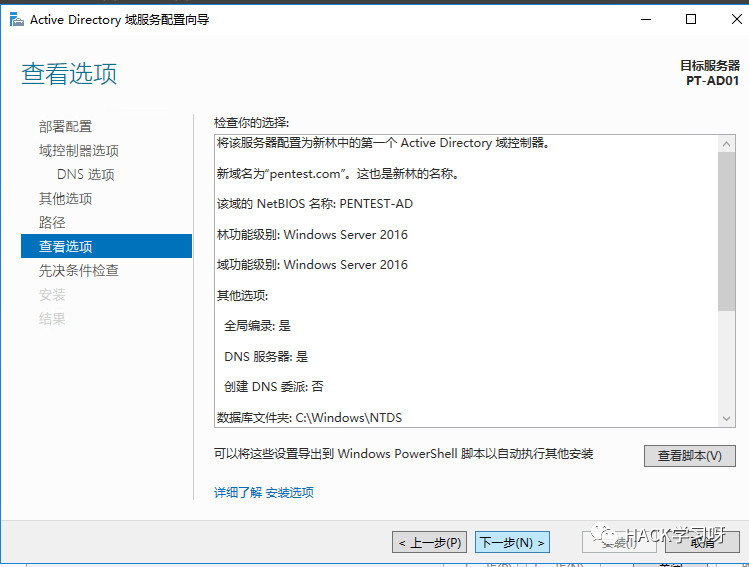 Active Directory 域服务配置向导
查看选项
目标服务器
PT-AD01
部署配置
域控制器选项
DNS 选项
其他选项
路径
查看选项
先决条件检查
安装
结果
检查你的选择:
将该服务器配置为新林中的第一个 Active Directory 域控制器。
新域名为"pentest.com"。这也是新林的名称。
该域的 NetBIOS 名称: PENTEST-AD
林功能级别: Windows Server 2016
域功能级别: Windows Server 2016
其他选项:
全局编录: 是
DNS 服务器: 是
创建 DNS 委派: 否
数据库文件夹: C:\Windows\NTDS
可以将这些设置导出到 Windows PowerShell 脚本以自动执行其他安装
查看脚本(V)
详细了解 安装选项
< 上一步(P)
下一步(N) >
安装(I)
取消
HACK学习呀